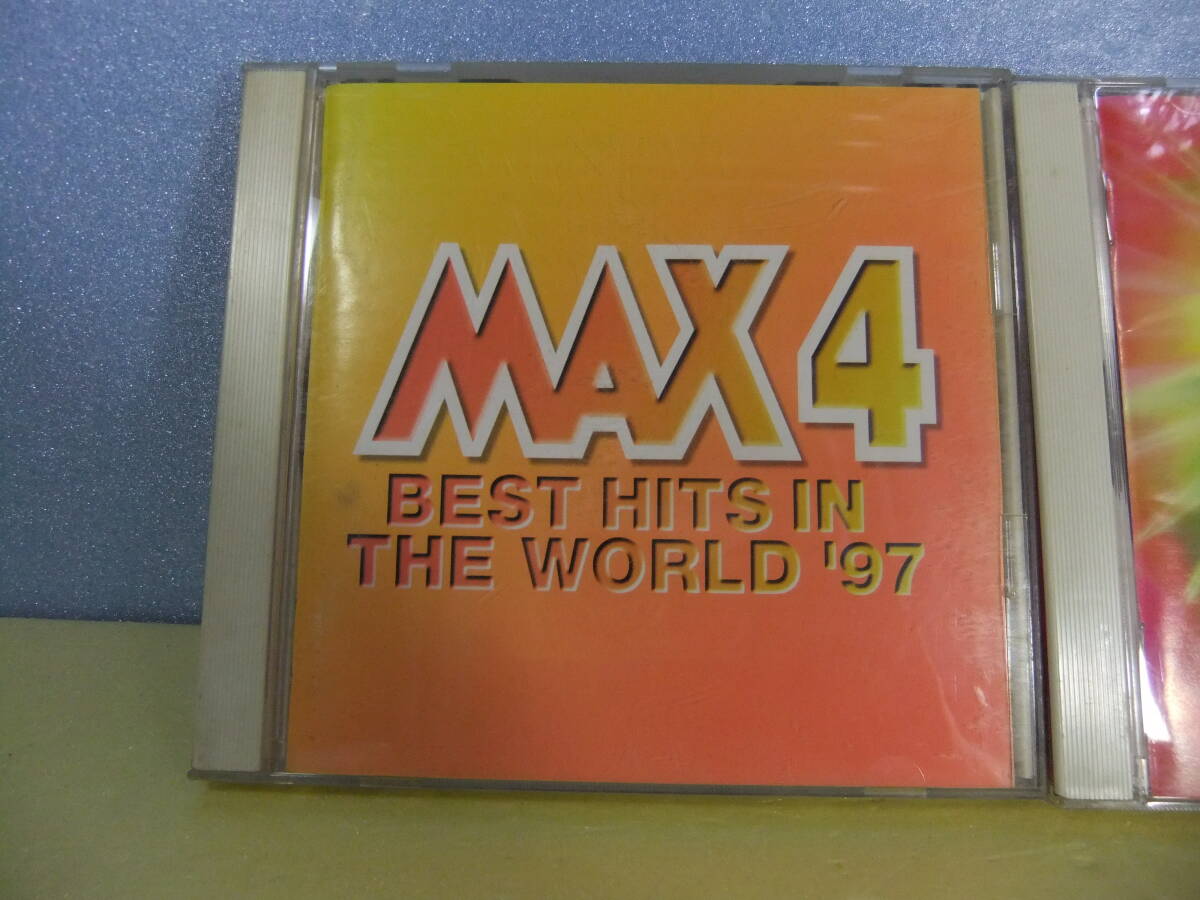 MAX 4
BEST HITS IN
THE WORLD '97